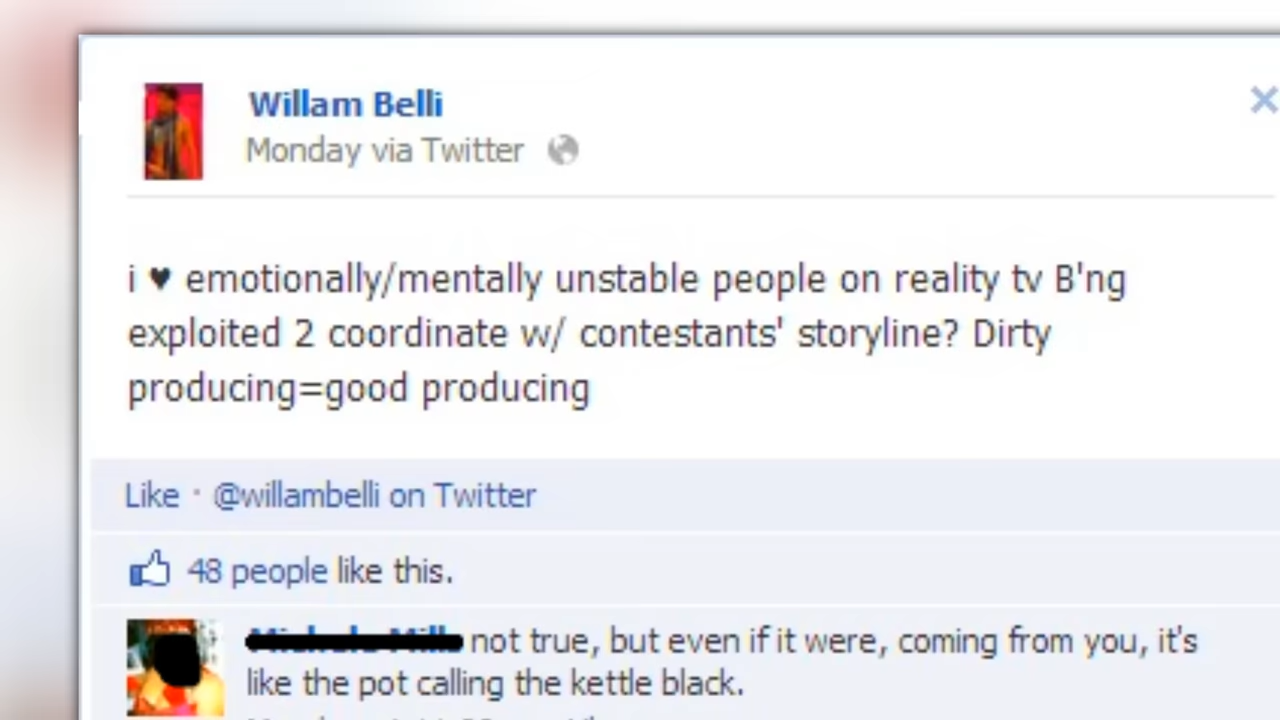 Willam Belli
Monday via Twitter
i ♥ emotionally/mentally unstable people on reality tv B'ng
exploited 2 coordinate w/ contestants' storyline? Dirty
producing=good producing
Like · @willambelli on Twitter
48 people like this.
not true, but even if it were, coming from you, it's
like the pot calling the kettle black.